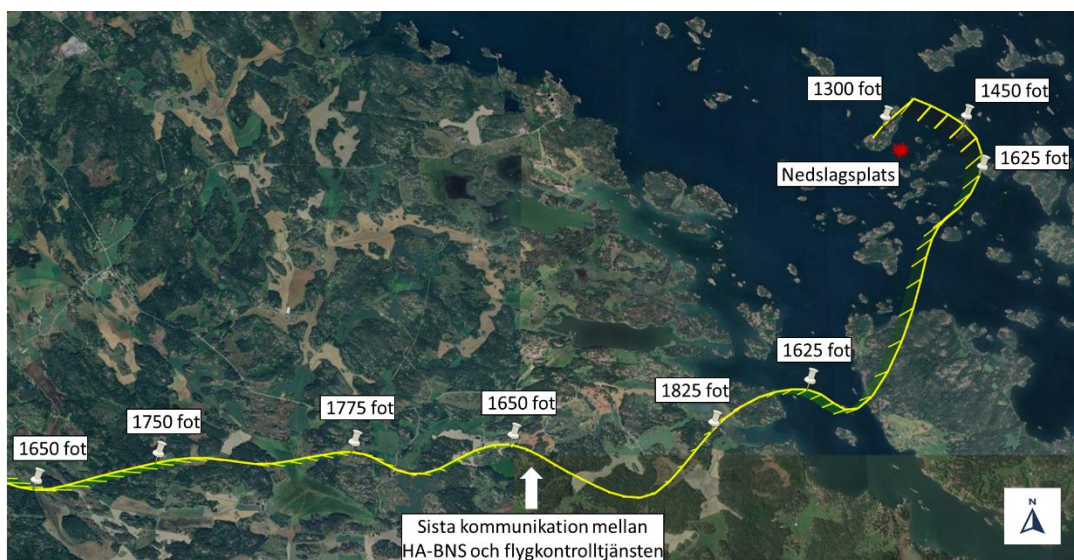 1300 fot
1450 fot
1625 fot
Nedslagsplats
1625 fot
1825 fot
1650 fot
1775 fot
1750 fot
1650 fot
Sista kommunikation mellan
HA-BNS och flygkontrolltjänsten
N